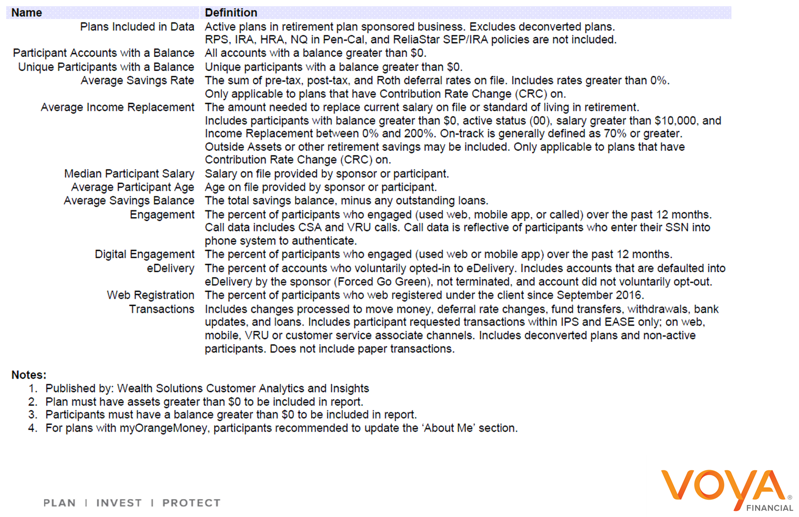 Name Definition
Plans Included in Data Active plans in retirement plan sponsored business. Excludes deconverted plans.
RPS, IRA, HRA, NQ in Pen-Cal, and ReliaStar SEP/IRA policies are not included.
Participant Accounts with a Balance All accounts with a balance greater than $0.
Unique Participants with a Balance Unique participants with a balance greater than $0.
Average Savings Rate The sum of pre-tax, post-tax, and Roth deferral rates on file. Includes rates greater than 0%.
Only applicable to plans that have Contribution Rate Change (CRC) on.
Average Income Replacement The amount needed to replace current salary on file or standard of living in retirement.
Includes participants with balance greater than $0, active status (00), salary greater than $10,000, and
Income Replacement between 0% and 200%. On-track is generally defined as 70% or greater.
Outside Assets or other retirement savings may be included. Only applicable to plans that have
Contribution Rate Change (CRC) on.
Median Participant Salary Salary on file provided by sponsor or participant.
Average Participant Age Age on file provided by sponsor or participant.
Average Savings Balance The total savings balance, minus any outstanding loans.
Engagement The percent of participants who engaged (used web, mobile app, or called) over the past 12 months.
Call data includes CSA and VRU calls. Call data is reflective of participants who enter their SSN into
phone system to authenticate.
Digital Engagement The percent of participants who engaged (used web or mobile app) over the past 12 months.
eDelivery The percent of accounts who voluntarily opted-in to eDelivery. Includes accounts that are defaulted into
eDelivery by the sponsor (Forced Go Green), not terminated, and account did not voluntarily opt-out.
Web Registration The percent of participants who web registered under the client since September 2016.
Transactions Includes changes processed to move money, deferral rate changes, fund transfers, withdrawals, bank
updates, and loans. Includes participant requested transactions within IPS and EASE only; on web,
mobile, VRU or customer service associate channels. Includes deconverted plans and non-active
participants. Does not include paper transactions.
Notes:
1. Published by: Wealth Solutions Customer Analytics and Insights
2. Plan must have assets greater than $0 to be included in report.
3. Participants must have a balance greater than $0 to be included in report.
4. For plans with myOrangeMoney, participants recommended to update the ‘About Me’ section.
PLAN | INVEST | PROTECT
VOYA®
FINANCIAL